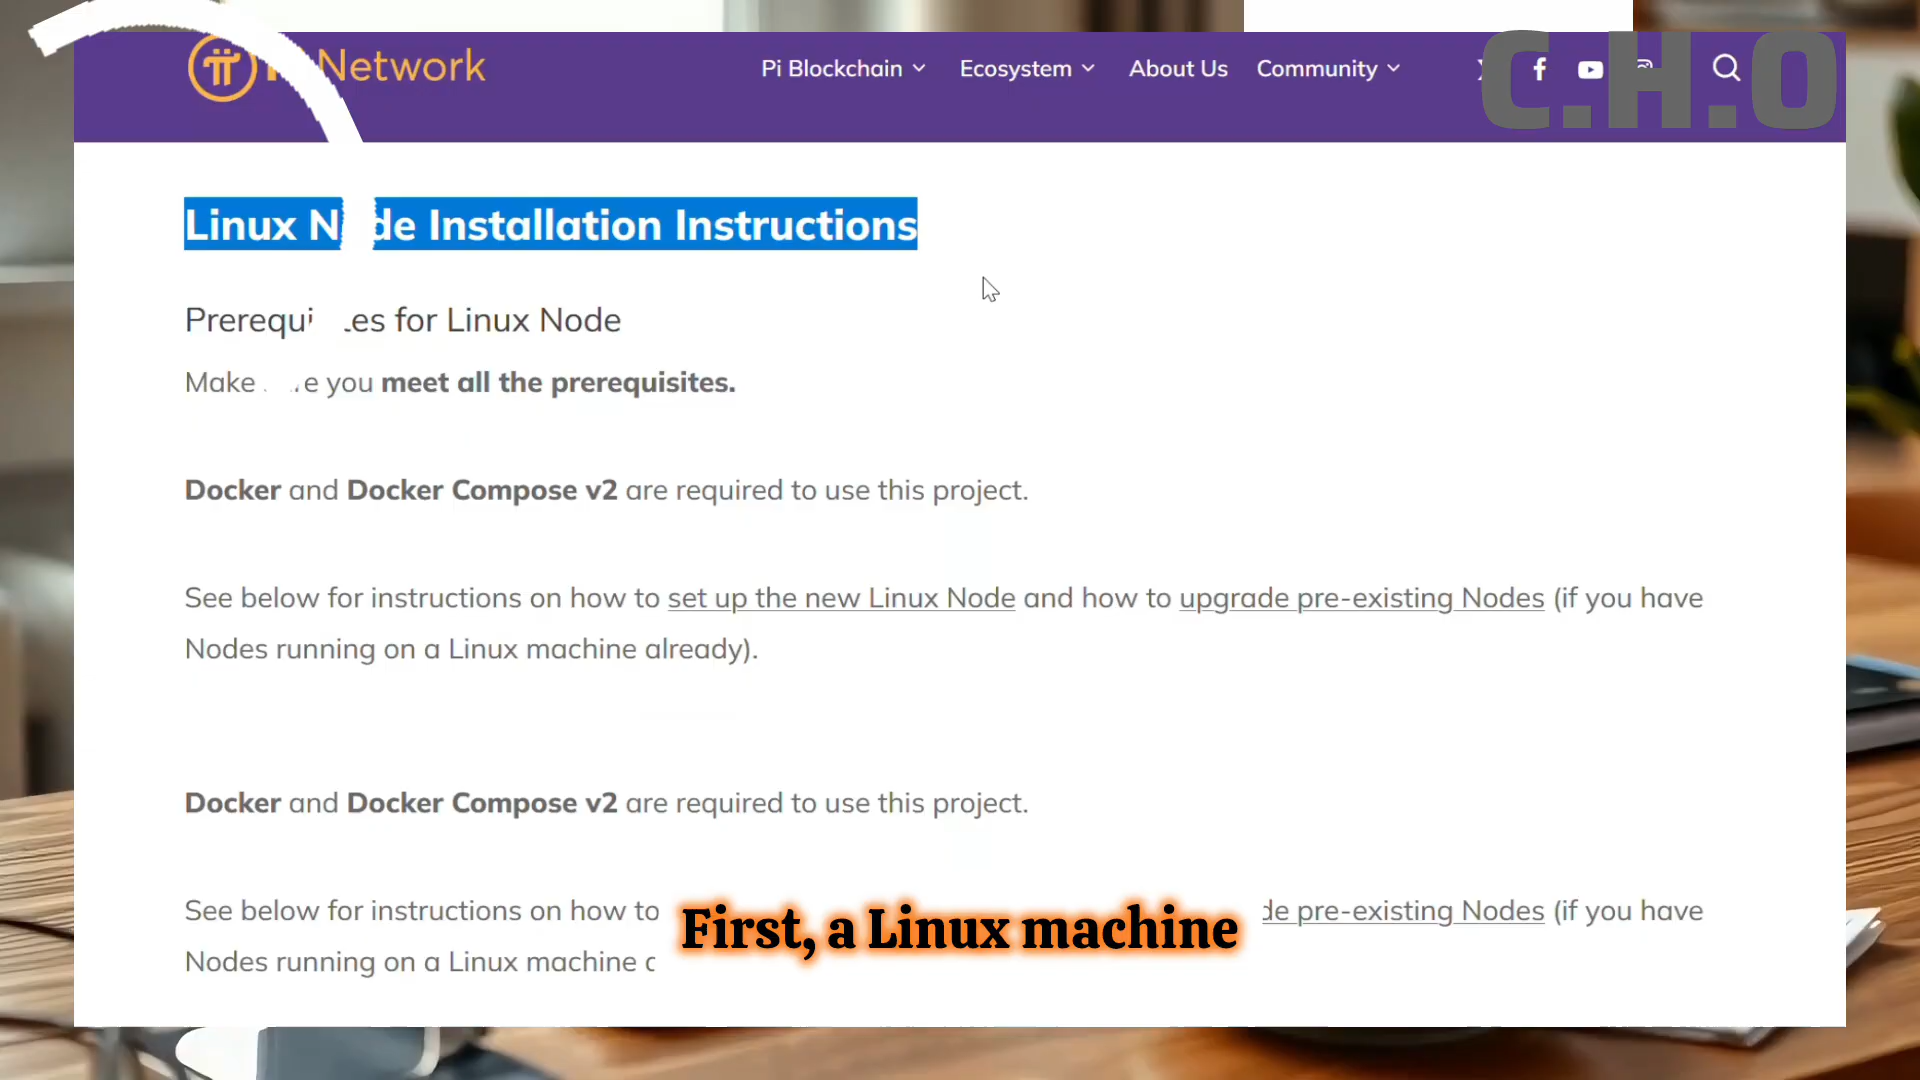 Network
Pi Blockchain Ecosystem About Us Community
C.H.O
Linux Node Installation Instructions
Prerequisites for Linux Node
Make you meet all the prerequisites.
Docker and Docker Compose v2 are required to use this project.
See below for instructions on how to set up the new Linux Node and how to upgrade pre-existing Nodes (if you have
Nodes running on a Linux machine already).
Docker and Docker Compose v2 are required to use this project.
See below for instructions on how to pre-existing Nodes (if you have
Nodes running on a Linux machine
First, a Linux machine